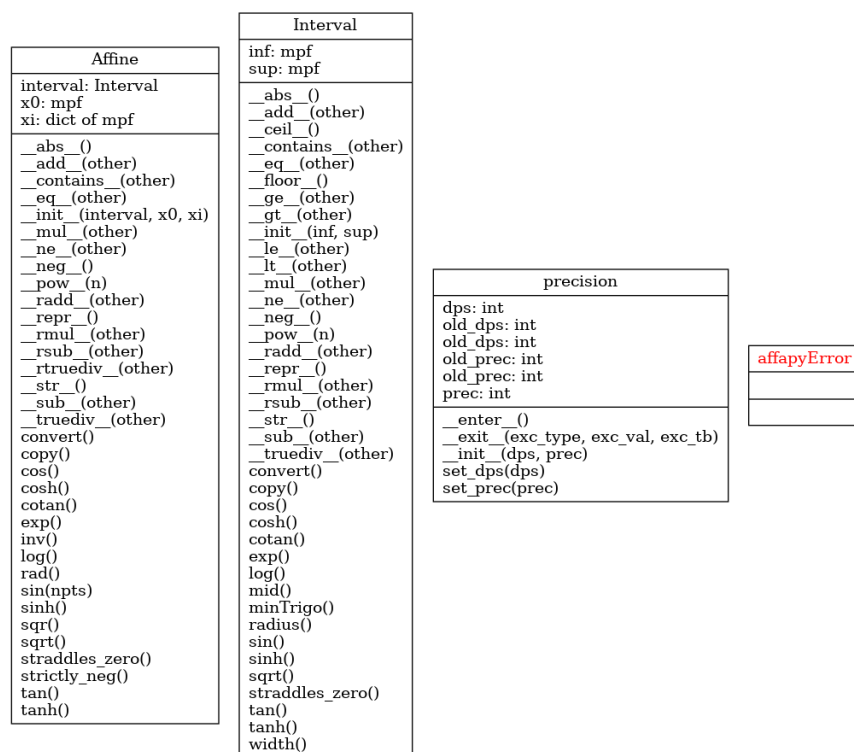 Affine
interval: Interval
x0: mpf
xi: dict of mpf
__abs__()
__add__(other)
__contains__(other)
__eq__(other)
__init__(interval, x0, xi)
__mul__(other)
__ne__(other)
__neg__()
__pow__(n)
__radd__(other)
__repr__()
__rmul__(other)
__rsub__(other)
__rtruediv__(other)
__str__()
__sub__(other)
__truediv__(other)
convert()
copy()
cos()
cosh()
cotan()
exp()
inv()
log()
rad()
sin(npts)
sinh()
sqr()
sqrt()
straddles_zero()
strictly_neg()
tan()
tanh()
Interval
inf: mpf
sup: mpf
__abs__()
__add__(other)
__ceil__()
__contains__(other)
__eq__(other)
__floor__()
__ge__(other)
__gt__(other)
__init__(inf, sup)
__le__(other)
__lt__(other)
__mul__(other)
__ne__(other)
__neg__()
__pow__(n)
__radd__(other)
__repr__()
__rmul__(other)
__rsub__(other)
__str__()
__sub__(other)
__truediv__(other)
convert()
copy()
cos()
cosh()
cotan()
exp()
log()
mid()
minTrigo()
radius()
sin()
sinh()
sqrt()
straddles_zero()
tan()
tanh()
width()
precision
dps: int
old_dps: int
old_dps: int
old_prec: int
old_prec: int
prec: int
__enter__()
__exit__(exc_type, exc_val, exc_tb)
__init__(dps, prec)
set_dps(dps)
set_prec(prec)
affapyError